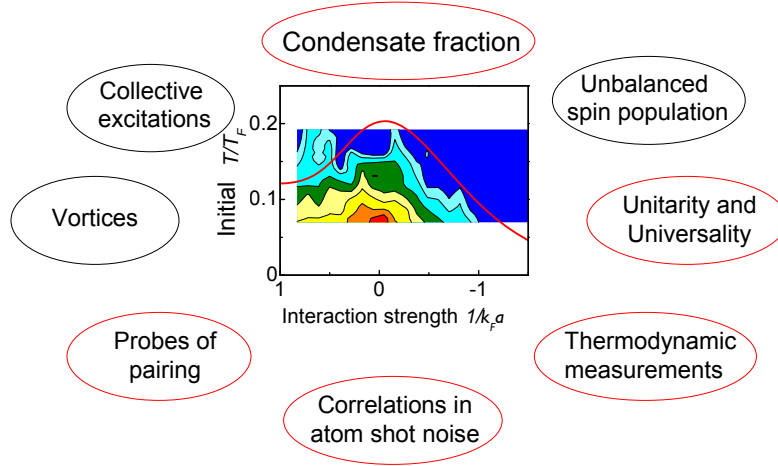 Condensate fraction
Collective
excitations
Unbalanced
spin population
Vortices
Unitarity and
Universality
Probes of
pairing
Thermodynamic
measurements
Correlations in
atom shot noise
Initial T/T_F
0.2
0.1
0
1
0
-1
Interaction strength 1/k_F a